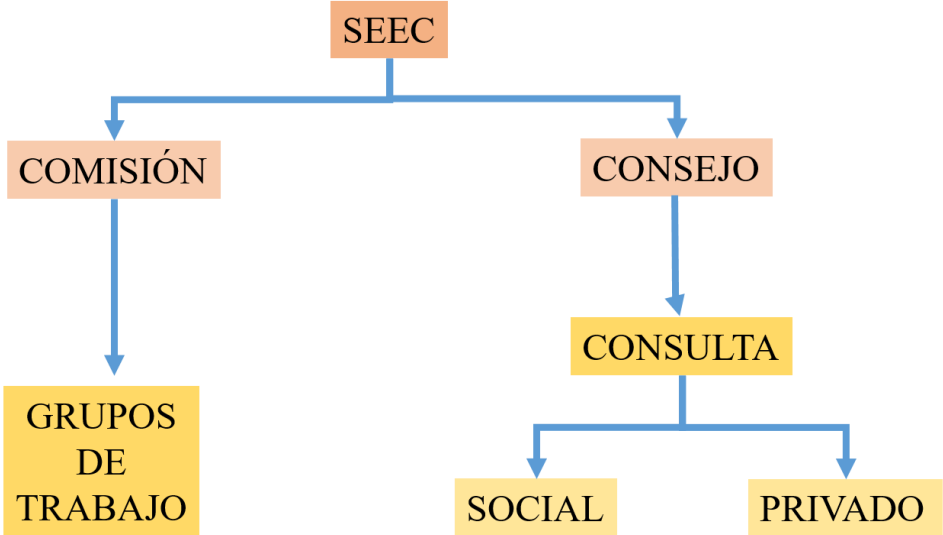 SEEC
COMISIÓN
CONSEJO
CONSULTA
GRUPOS
DE
TRABAJO
SOCIAL
PRIVADO